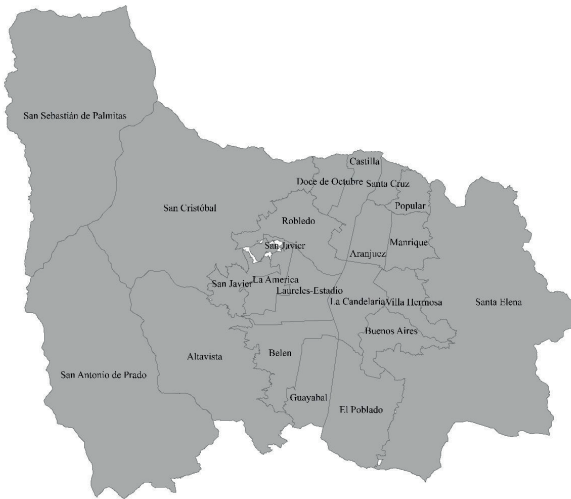 San Sebastián de Palmitas
Castilla
Doce de Octubre
Santa Cruz
San Cristóbal
Popular
Robledo
San Javier
Manrique
Aranjuez
San Javier
La America
Laureles-Estadio
La Candelaria
Villa Hermosa
Santa Elena
Buenos Aires
Altavista
Belen
San Antonio de Prado
Guayabal
El Poblado